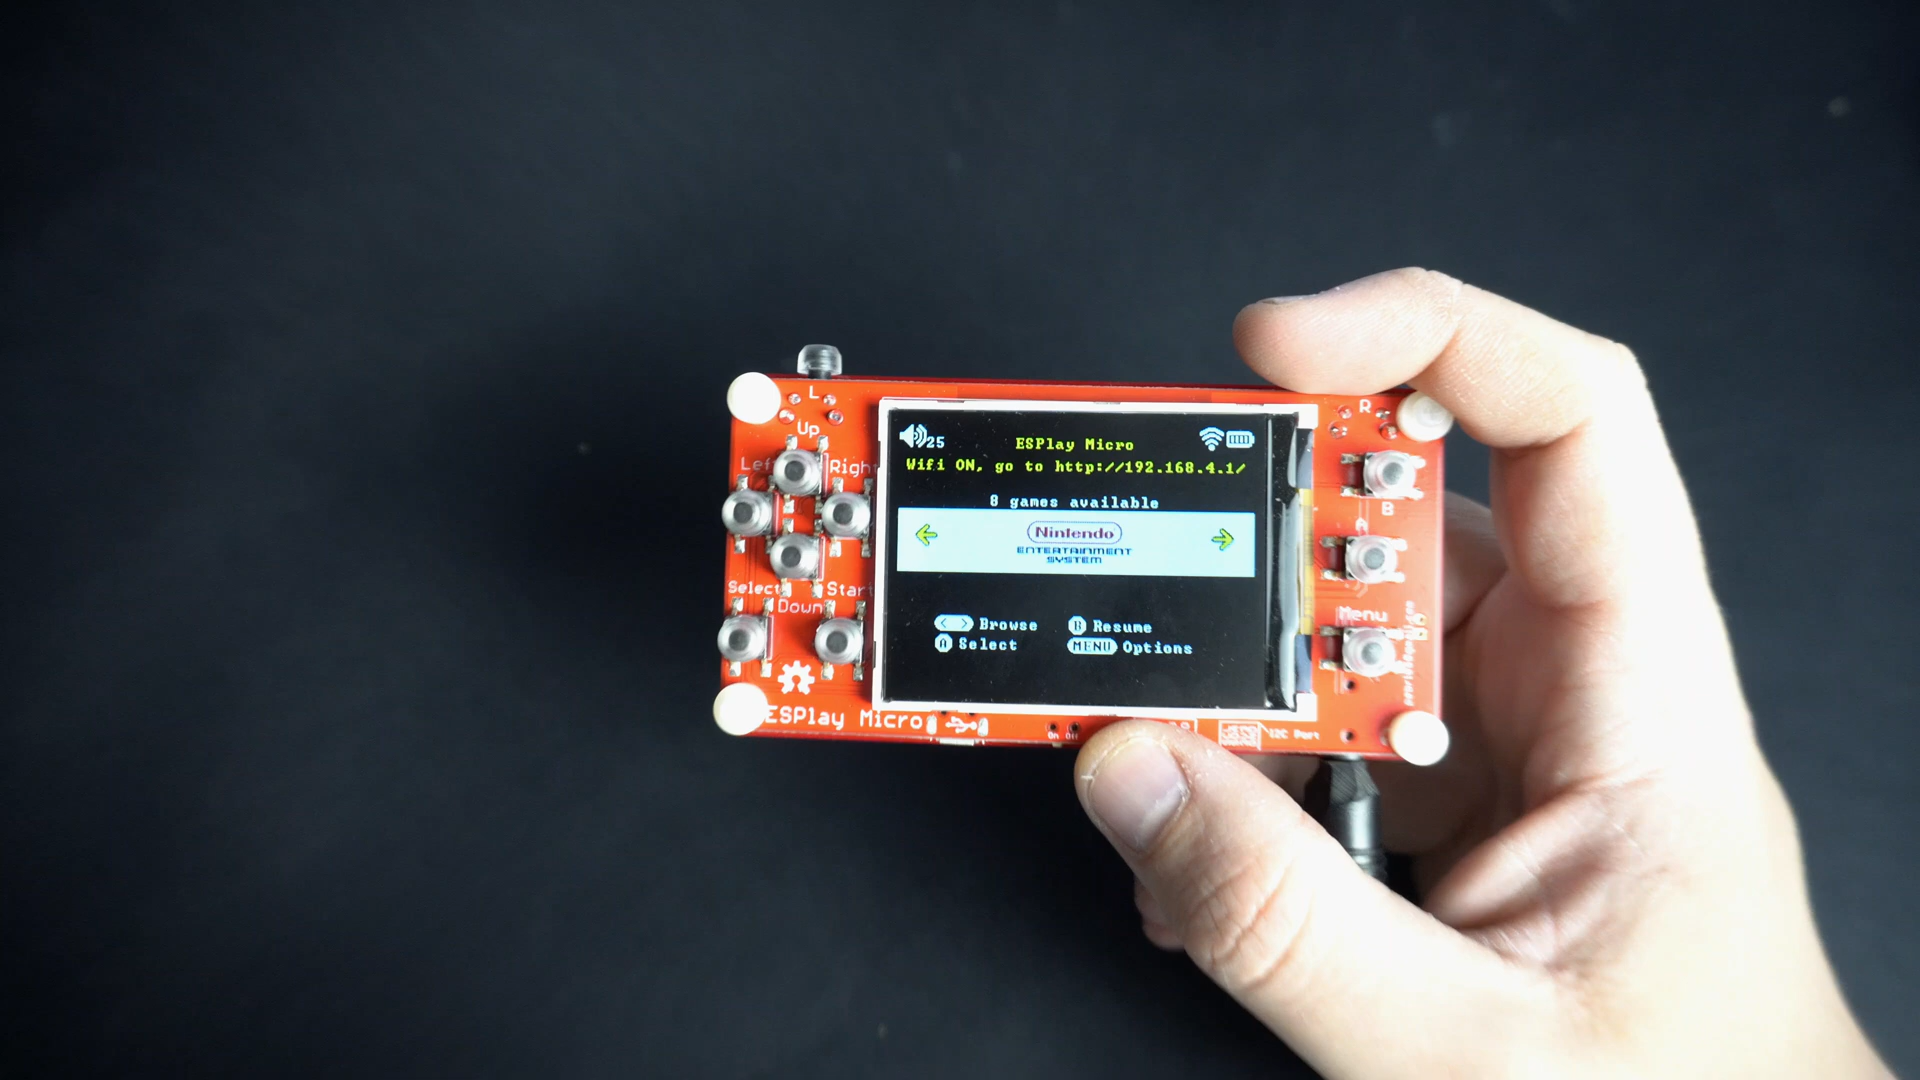 L
R
Up
Left
Right
B
A
Select
Start
Down
Menu
25
ESPlay Micro
Wifi ON, go to http://192.168.4.1/
8 games available
Nintendo
ENTERTAINMENT
SYSTEM
< > Browse
B Resume
A Select
MENU Options
ESPlay Micro
I2C Port